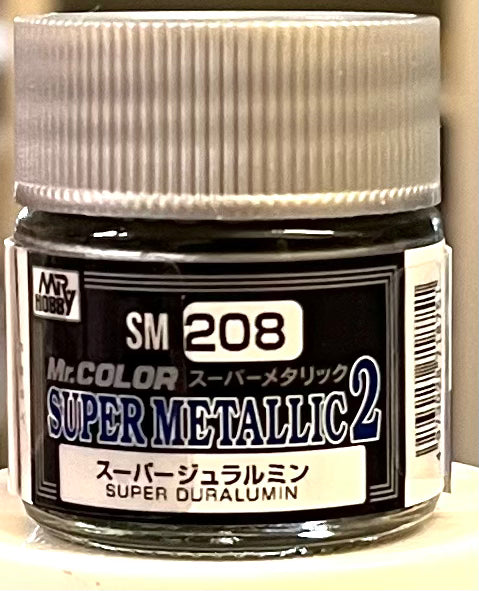 MR HOBBY
SM 208
Mr.COLOR スーパーメタリック
SUPER METALLIC 2
スーパージュラルミン
SUPER DURALUMIN